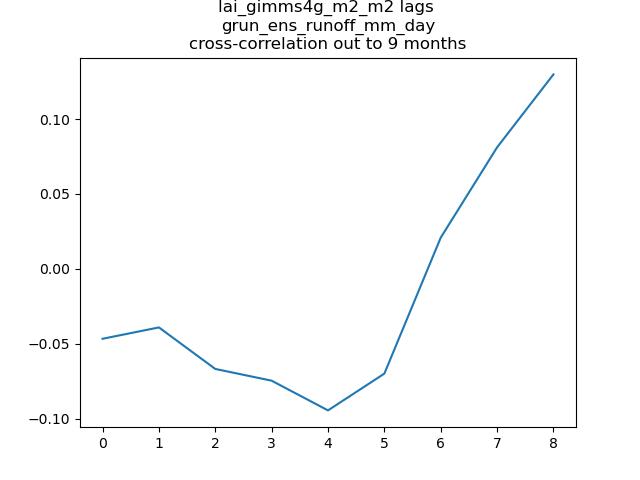 lai_gimms4g_m2_m2 lags
grun_ens_runoff_mm_day
cross-correlation out to 9 months
0.10
0.05
0.00
−0.05
−0.10
0 1 2 3 4 5 6 7 8